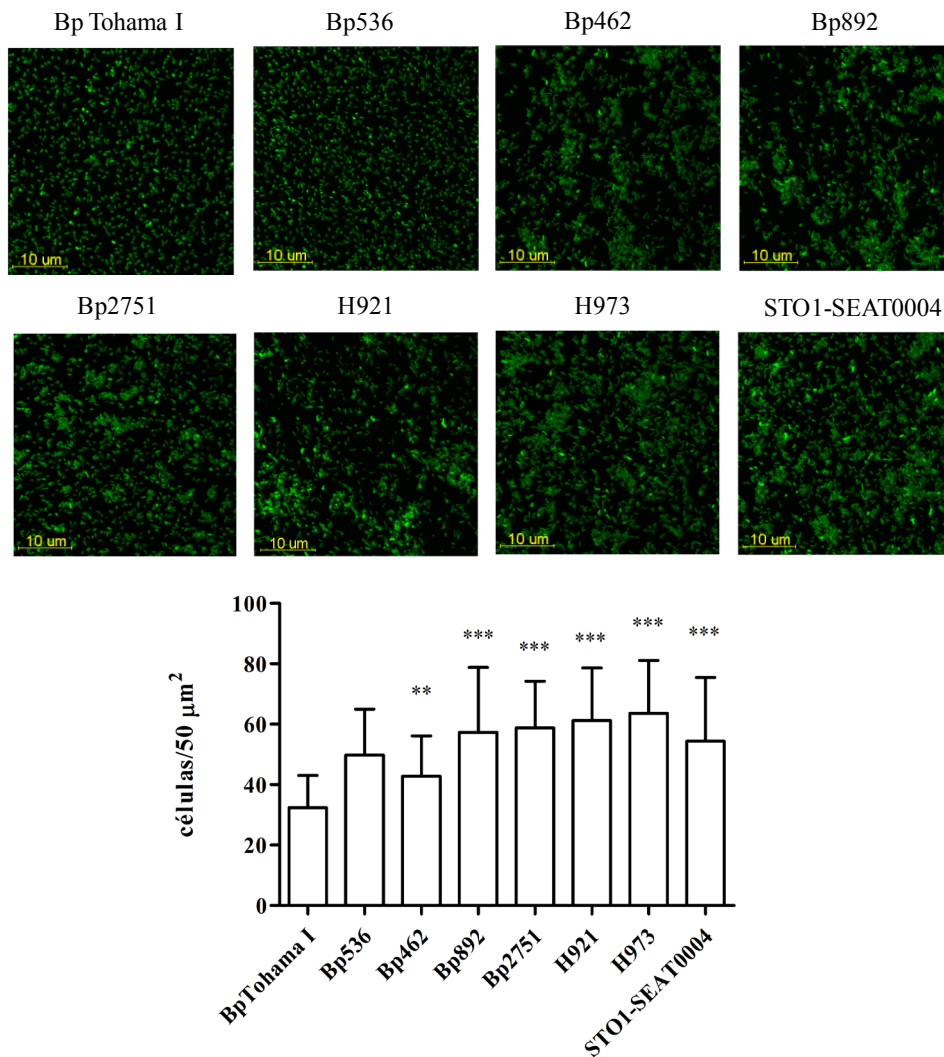 Bp Tohama I Bp536 Bp462 Bp892
10 um 10 um 10 um 10 um
Bp2751 H921 H973 STO1-SEAT0004
10 um 10 um 10 um 10 um
100
80
60
40
20
0
células/50 µm²
** *** *** *** *** ***
BpTohama I
Bp536
Bp462
Bp892
Bp2751
H921
H973
STO1-SEAT0004